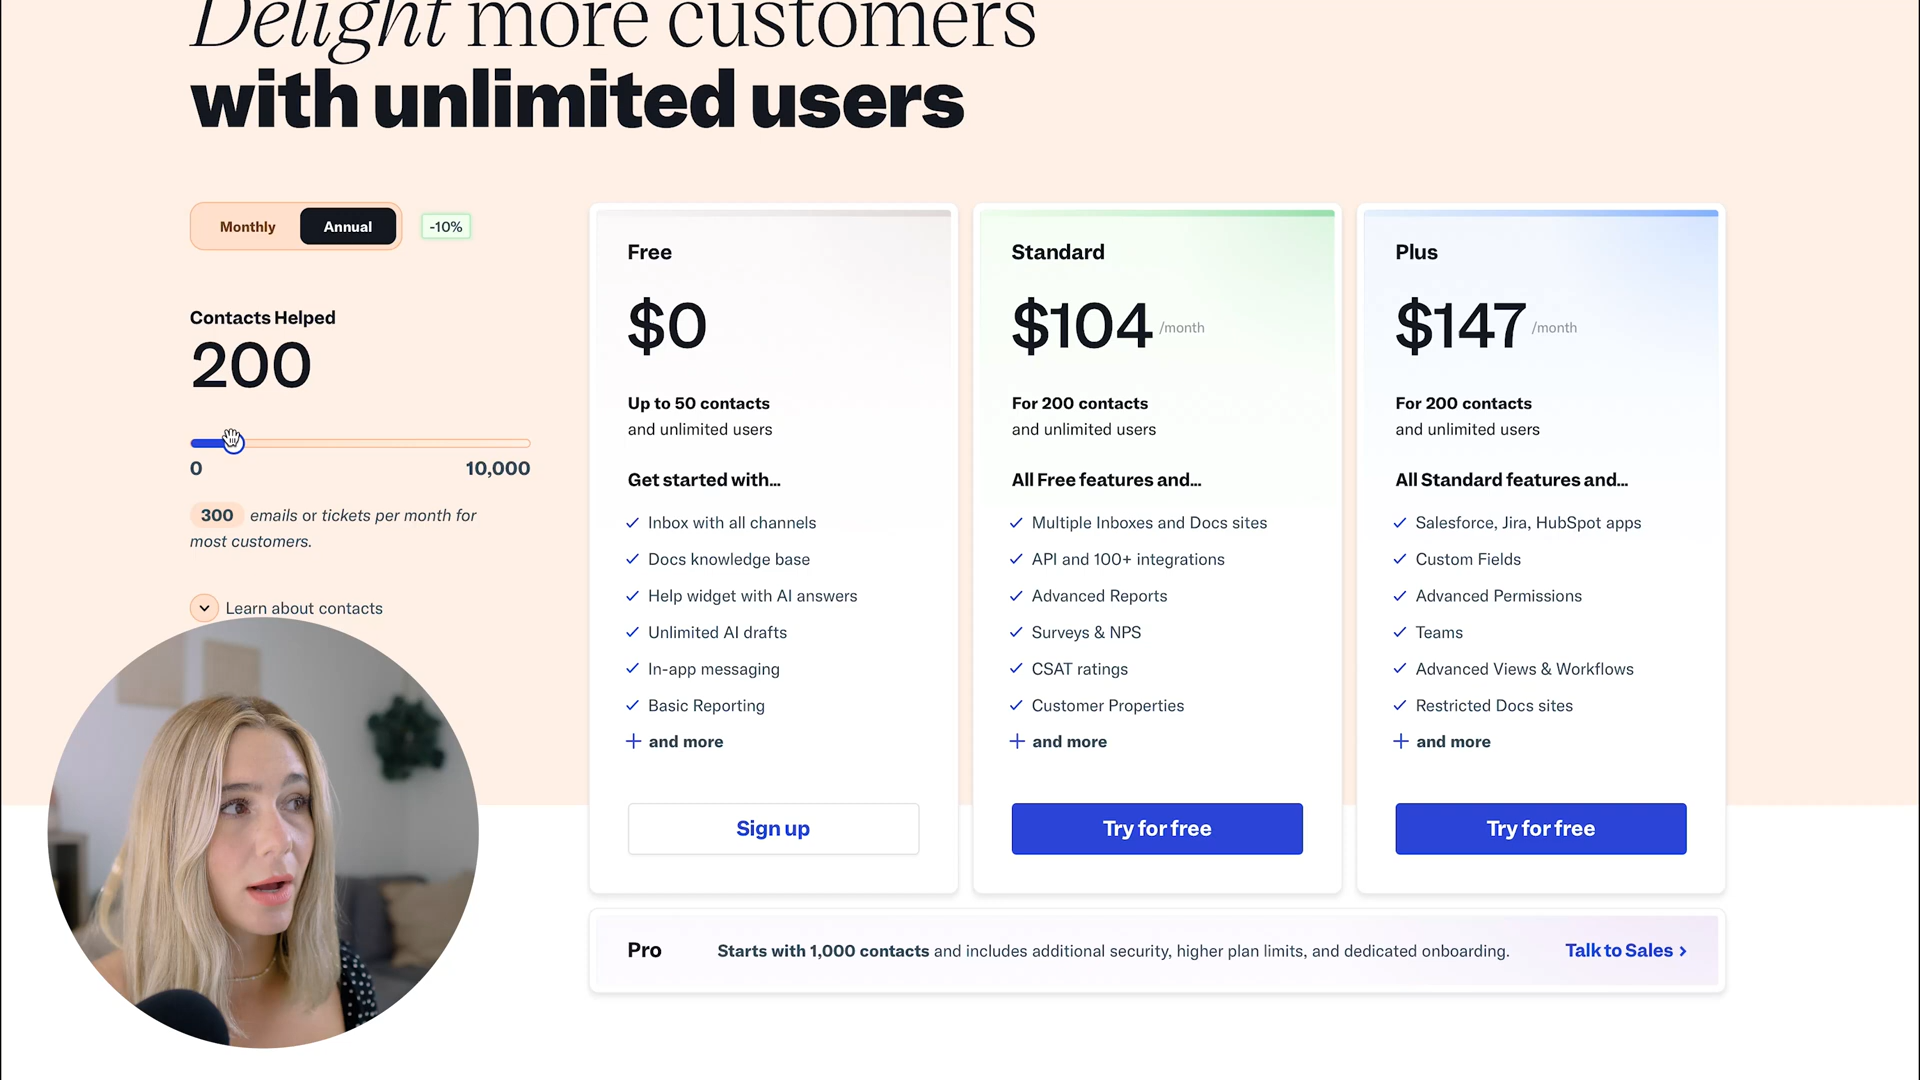 Delight more customers
with unlimited users
Monthly
Annual
-10%
Contacts Helped
200
0
10,000
300 emails or tickets per month for
most customers.
Learn about contacts
Free
$0
Up to 50 contacts
and unlimited users
Get started with...
Inbox with all channels
Docs knowledge base
Help widget with AI answers
Unlimited AI drafts
In-app messaging
Basic Reporting
and more
Sign up
Standard
$104 /month
For 200 contacts
and unlimited users
All Free features and...
Multiple Inboxes and Docs sites
API and 100+ integrations
Advanced Reports
Surveys & NPS
CSAT ratings
Customer Properties
and more
Try for free
Plus
$147 /month
For 200 contacts
and unlimited users
All Standard features and...
Salesforce, Jira, HubSpot apps
Custom Fields
Advanced Permissions
Teams
Advanced Views & Workflows
Restricted Docs sites
and more
Try for free
Pro
Starts with 1,000 contacts and includes additional security, higher plan limits, and dedicated onboarding.
Talk to Sales